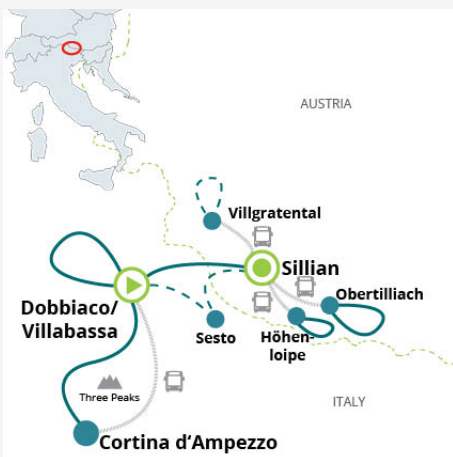 AUSTRIA
Villgratental
Sillian
Obertilliach
Dobbiaco/
Villabassa
Sesto
Höhen-
loipe
Three Peaks
ITALY
Cortina d‘Ampezzo